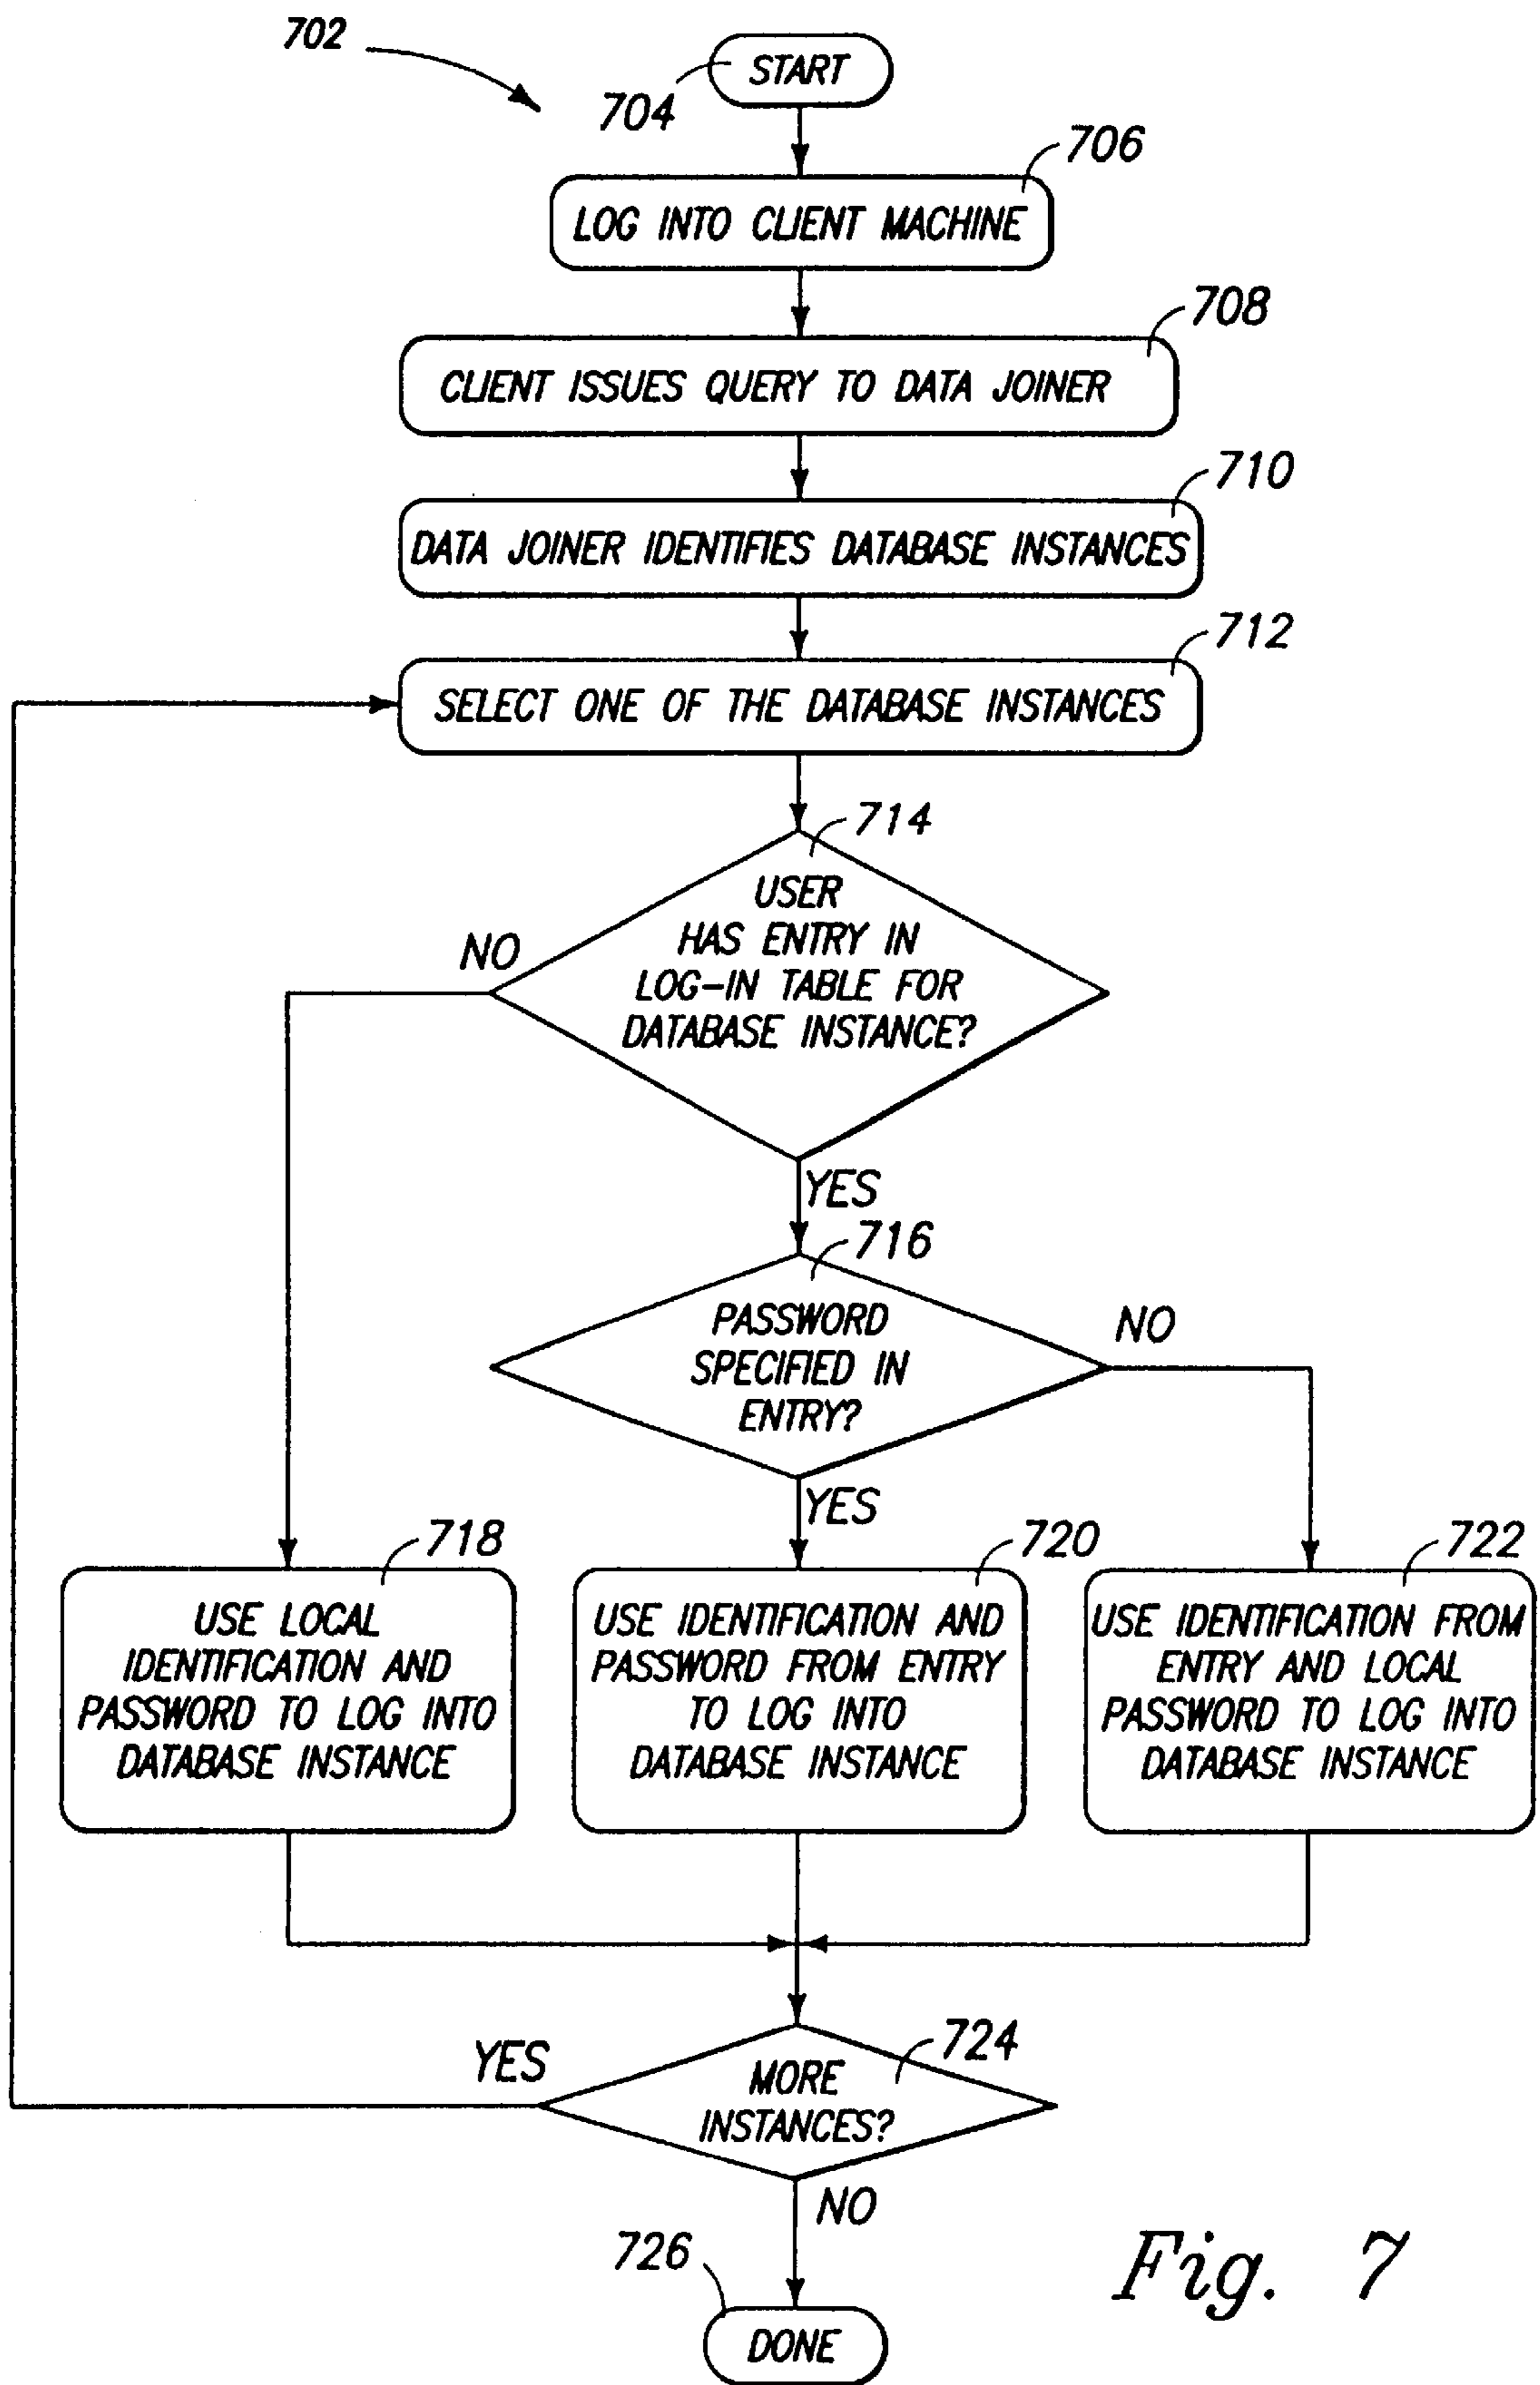 702
START
704
706
LOG INTO CLIENT MACHINE
708
CLIENT ISSUES QUERY TO DATA JOINER
710
DATA JOINER IDENTIFIES DATABASE INSTANCES
712
SELECT ONE OF THE DATABASE INSTANCES
714
USER
HAS ENTRY IN
LOG-IN TABLE FOR
DATABASE INSTANCE?
NO
YES
716
PASSWORD
SPECIFIED IN
ENTRY?
NO
YES
718
USE LOCAL
IDENTIFICATION AND
PASSWORD TO LOG INTO
DATABASE INSTANCE
720
USE IDENTIFICATION AND
PASSWORD FROM ENTRY
TO LOG INTO
DATABASE INSTANCE
722
USE IDENTIFICATION FROM
ENTRY AND LOCAL
PASSWORD TO LOG INTO
DATABASE INSTANCE
724
MORE
INSTANCES?
YES
NO
726
DONE
Fig. 7